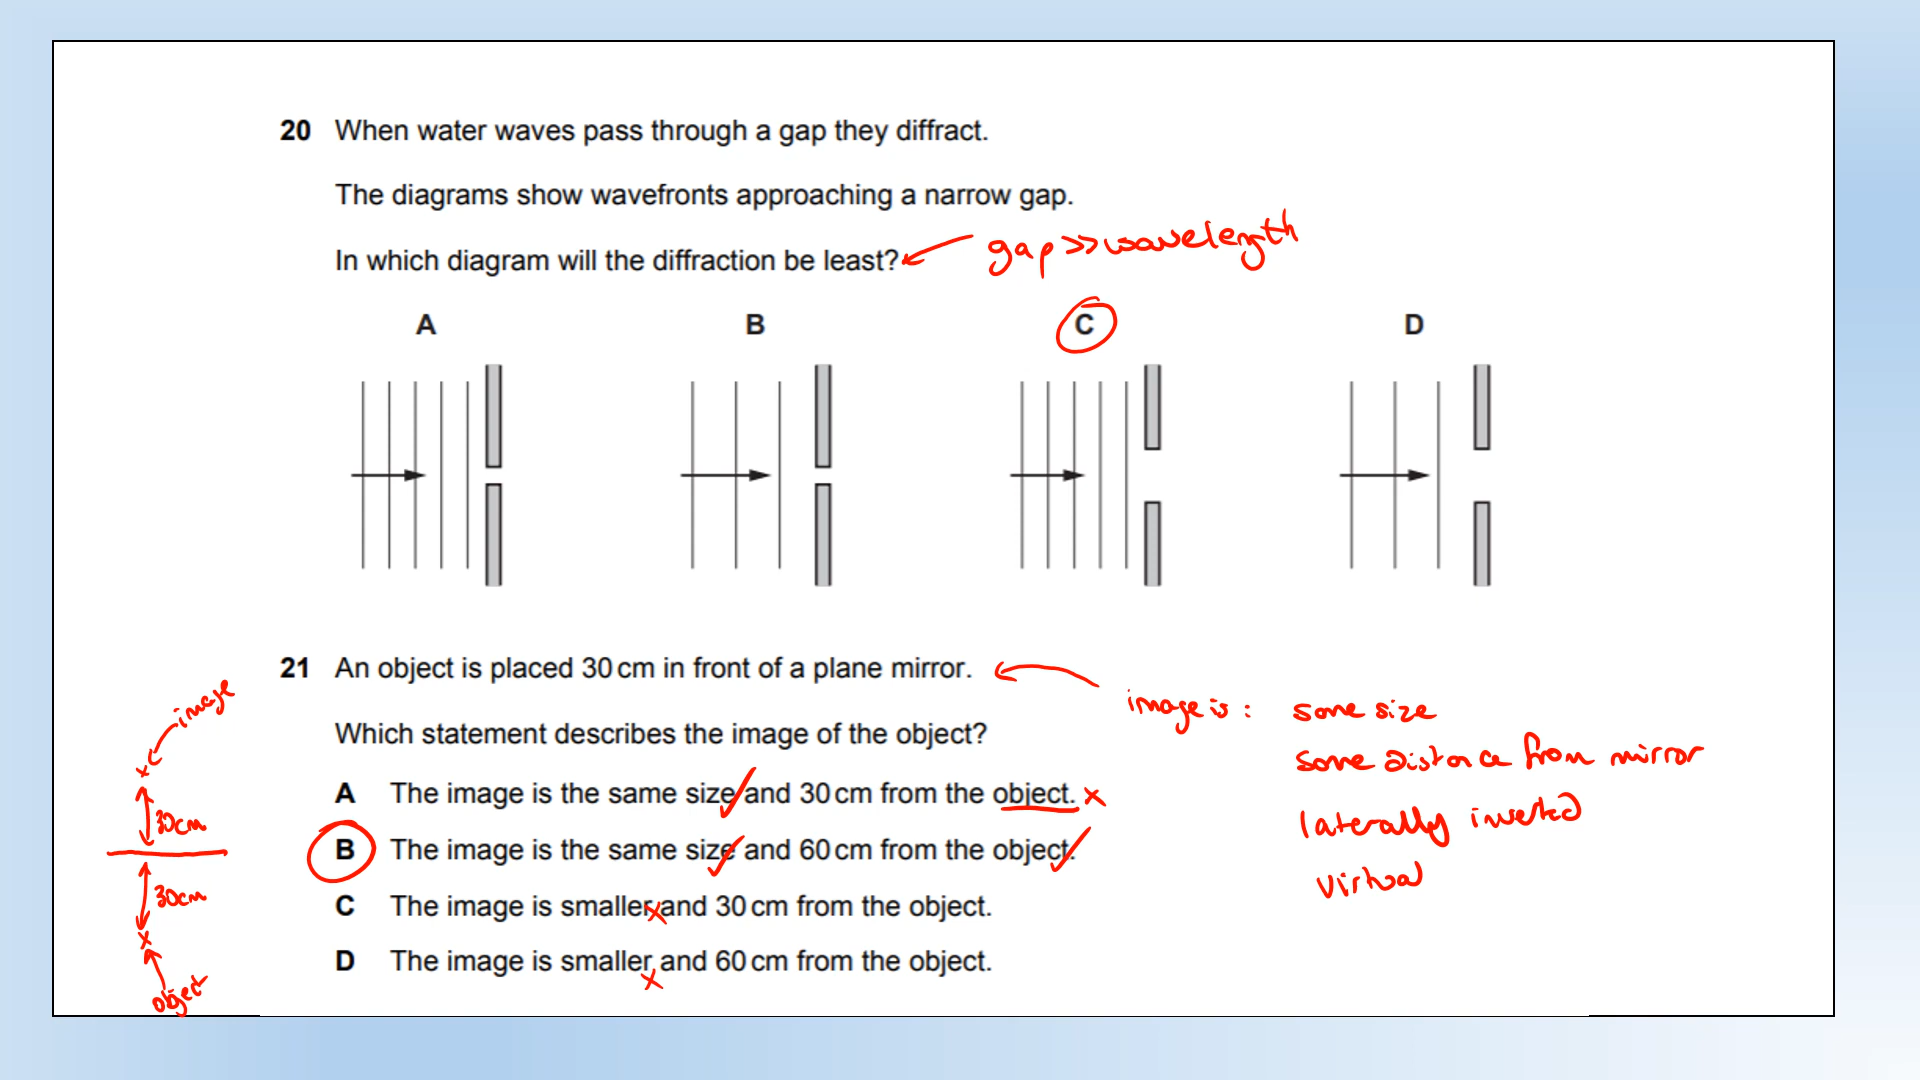 20 When water waves pass through a gap they diffract.
The diagrams show wavefronts approaching a narrow gap.
In which diagram will the diffraction be least?
gap >> wavelength
A B C D
21 An object is placed 30 cm in front of a plane mirror.
image is: same size
Which statement describes the image of the object?
same distance from mirror
A The image is the same size and 30 cm from the object. x
laterally inverted
B The image is the same size and 60 cm from the object.
virtual
C The image is smaller and 30 cm from the object.
D The image is smaller and 60 cm from the object.
image
x
30cm
30cm
x
object